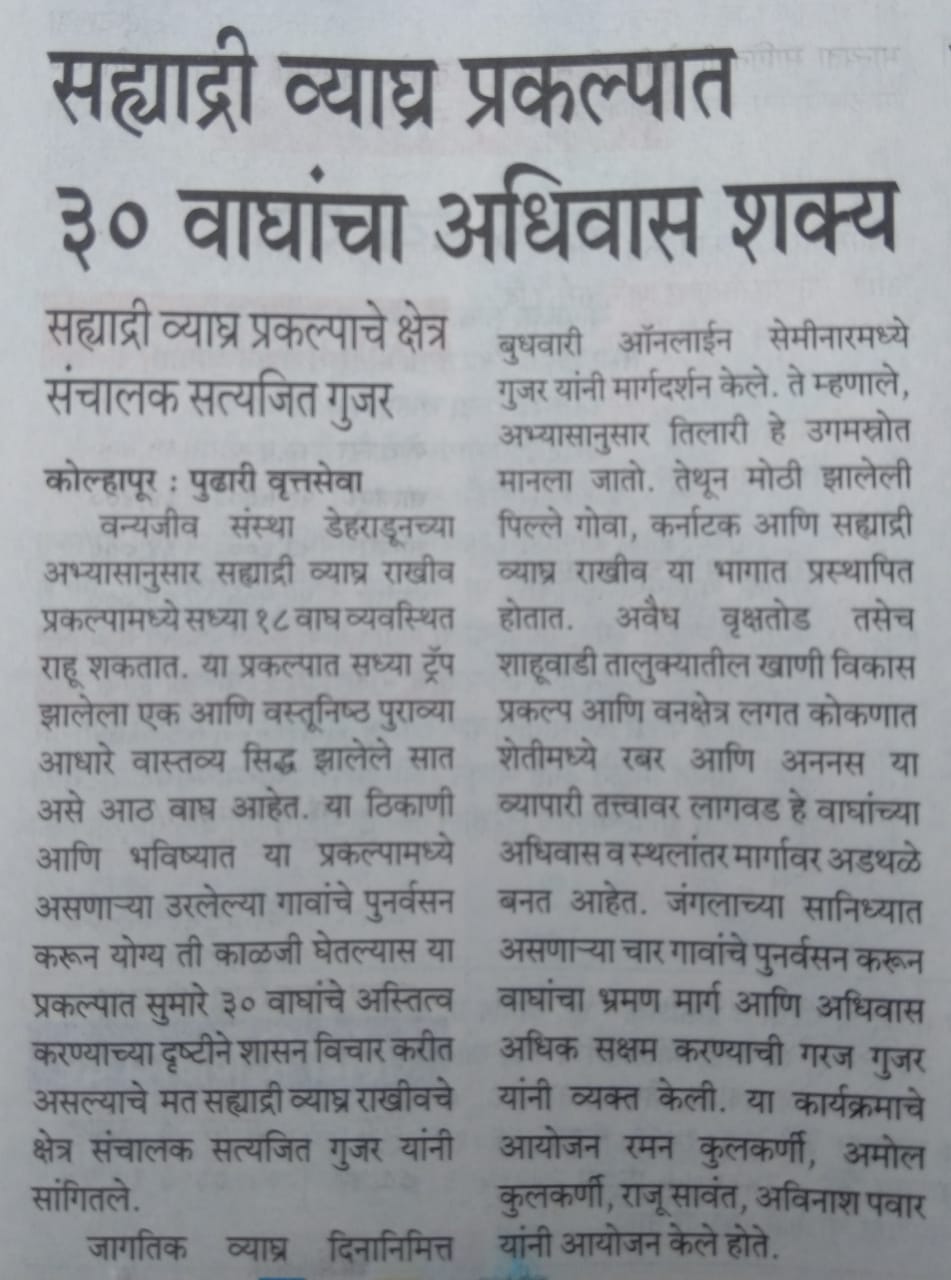 सह्याद्री व्याघ्र प्रकल्पात
३० वाघांचा अधिवास शक्य
सह्याद्री व्याघ्र प्रकल्पाचे क्षेत्र
संचालक सत्यजित गुजर
कोल्हापूर : पुढारी वृत्तसेवा
वन्यजीव संस्था डेहराडूनच्या
अभ्यासानुसार सह्याद्री व्याघ्र राखीव
प्रकल्पामध्ये सध्या १८ वाघ व्यवस्थित
राहू शकतात. या प्रकल्पात सध्या ट्रॅप
झालेला एक आणि वस्तूनिष्ठ पुराव्या
आधारे वास्तव्य सिद्ध झालेले सात
असे आठ वाघ आहेत. या ठिकाणी
आणि भविष्यात या प्रकल्पामध्ये
असणाऱ्या उरलेल्या गावांचे पुनर्वसन
करून योग्य ती काळजी घेतल्यास या
प्रकल्पात सुमारे ३० वाघांचे अस्तित्व
करण्याच्या दृष्टीने शासन विचार करीत
असल्याचे मत सह्याद्री व्याघ्र राखीवचे
क्षेत्र संचालक सत्यजित गुजर यांनी
सांगितले.
जागतिक व्याघ्र दिनानिमित्त
बुधवारी ऑनलाईन सेमीनारमध्ये
गुजर यांनी मार्गदर्शन केले. ते म्हणाले,
अभ्यासानुसार तिलारी हे उगमस्रोत
मानला जातो. तेथून मोठी झालेली
पिल्ले गोवा, कर्नाटक आणि सह्याद्री
व्याघ्र राखीव या भागात प्रस्थापित
होतात. अवैध वृक्षतोड तसेच
शाहूवाडी तालुक्यातील खाणी विकास
प्रकल्प आणि वनक्षेत्र लगत कोकणात
शेतीमध्ये रबर आणि अननस या
व्यापारी तत्त्वावर लागवड हे वाघांच्या
अधिवास व स्थलांतर मार्गावर अडथळे
बनत आहेत. जंगलाच्या सानिध्यात
असणाऱ्या चार गावांचे पुनर्वसन करून
वाघांचा भ्रमण मार्ग आणि अधिवास
अधिक सक्षम करण्याची गरज गुजर
यांनी व्यक्त केली. या कार्यक्रमाचे
आयोजन रमन कुलकर्णी, अमोल
कुलकर्णी, राजू सावंत, अविनाश पवार
यांनी आयोजन केले होते.